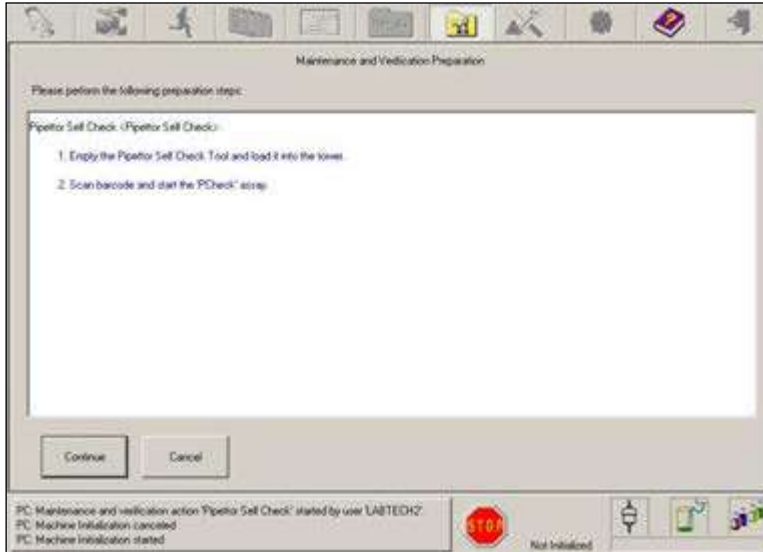 Maintenance and Verification Preparation
Please perform the following preparation steps:
Pipettor Self Check <Pipettor Self Check>
1. Empty the Pipettor Self Check Tool and load it into the tower.
2. Scan barcode and start the 'PCheck' assay.
Continue
Cancel
PC: Maintenance and verification action 'Pipettor Self Check' started by user 'LABTECH2'.
PC: Machine Initialization canceled
PC: Machine Initialization started
STOP
Not Initialized